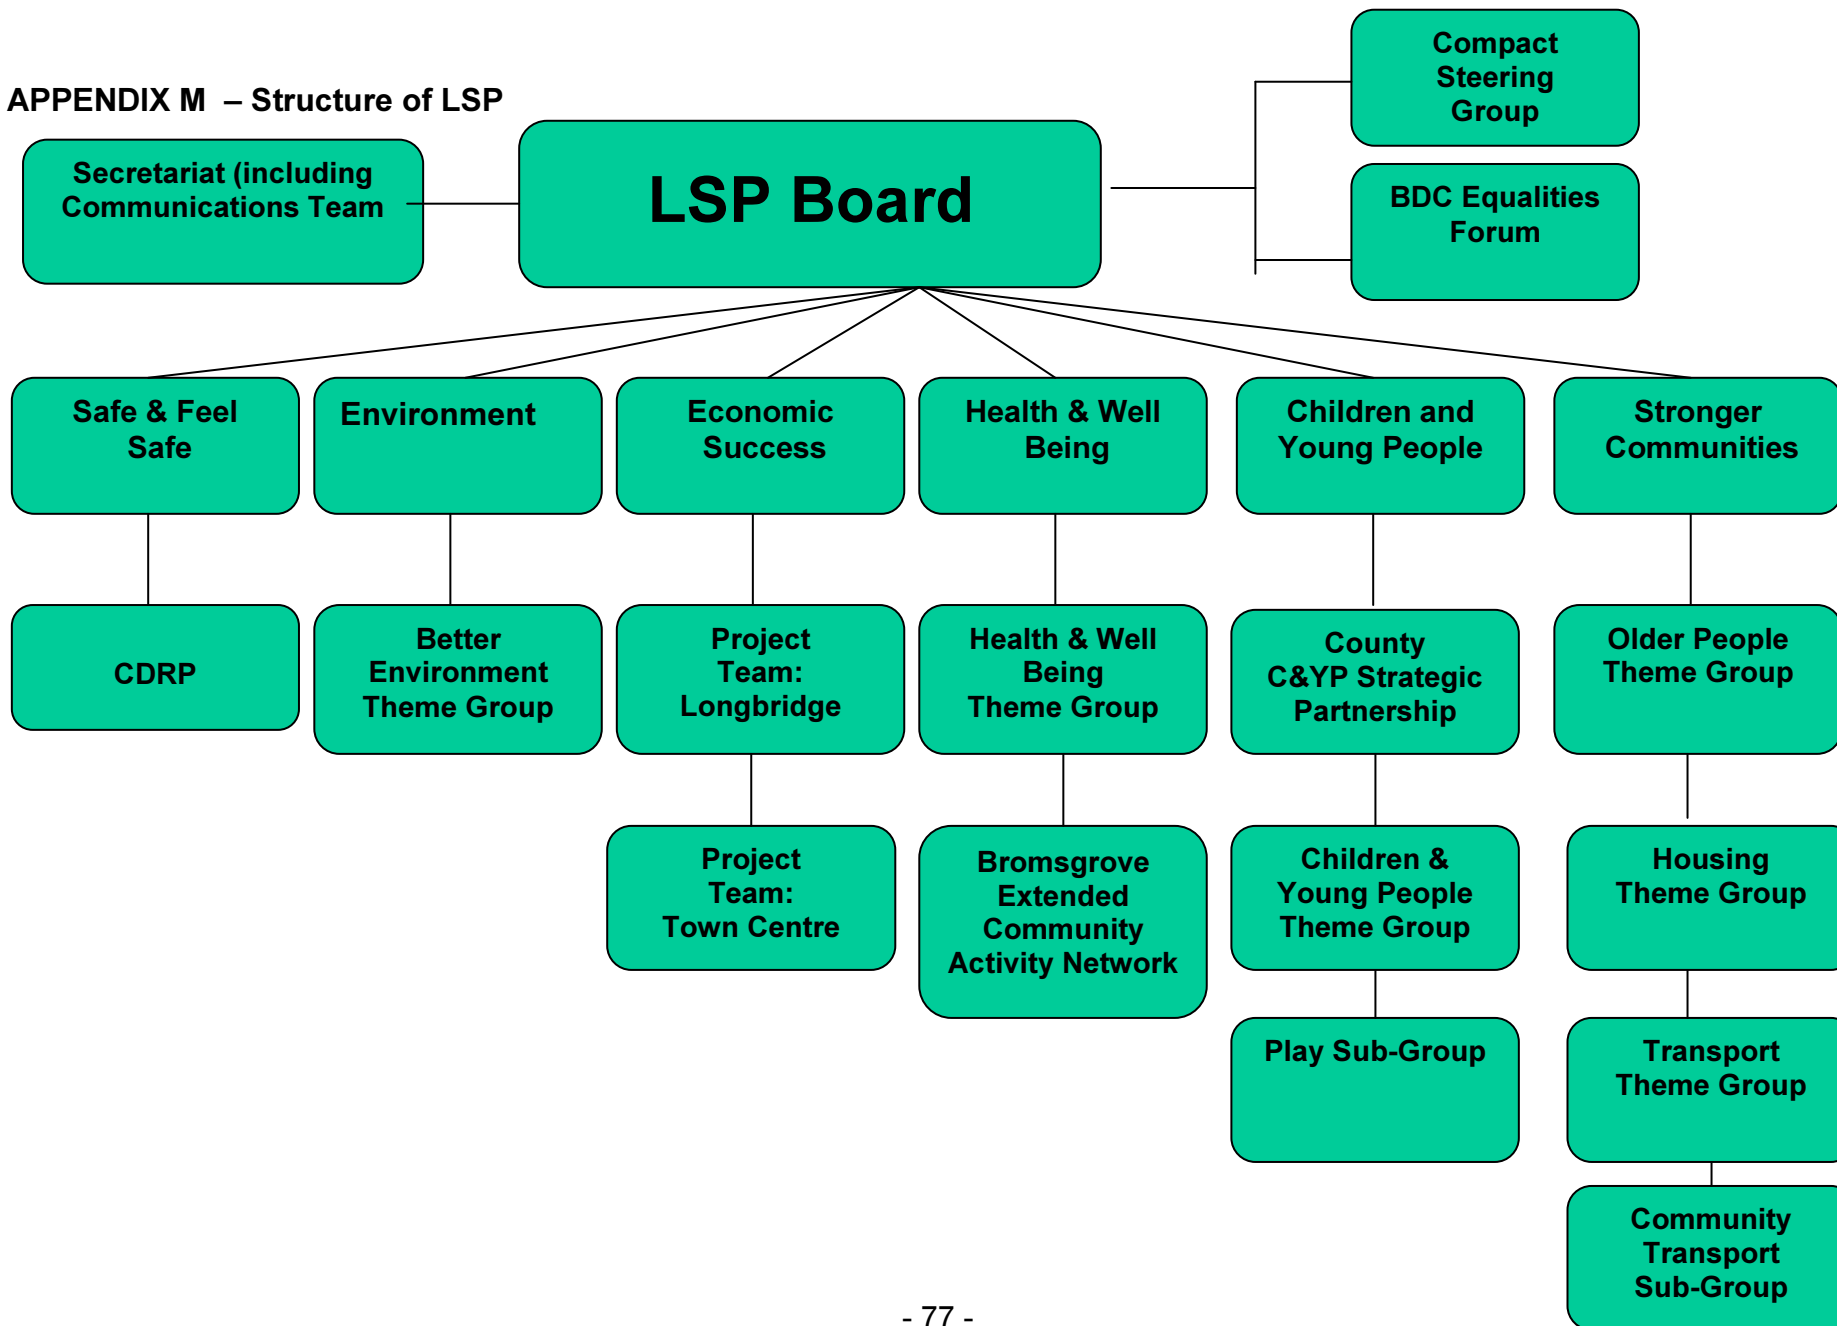 APPENDIX M – Structure of LSP
Compact
Steering
Group
Secretariat (including
Communications Team
LSP Board
BDC Equalities
Forum
Safe & Feel
Safe
Environment
Economic
Success
Health & Well
Being
Children and
Young People
Stronger
Communities
CDRP
Better
Environment
Theme Group
Project
Team:
Longbridge
Health & Well
Being
Theme Group
County
C&YP Strategic
Partnership
Older People
Theme Group
Project
Team:
Town Centre
Bromsgrove
Extended
Community
Activity Network
Children &
Young People
Theme Group
Housing
Theme Group
Play Sub-Group
Transport
Theme Group
Community
Transport
Sub-Group
- 77 -